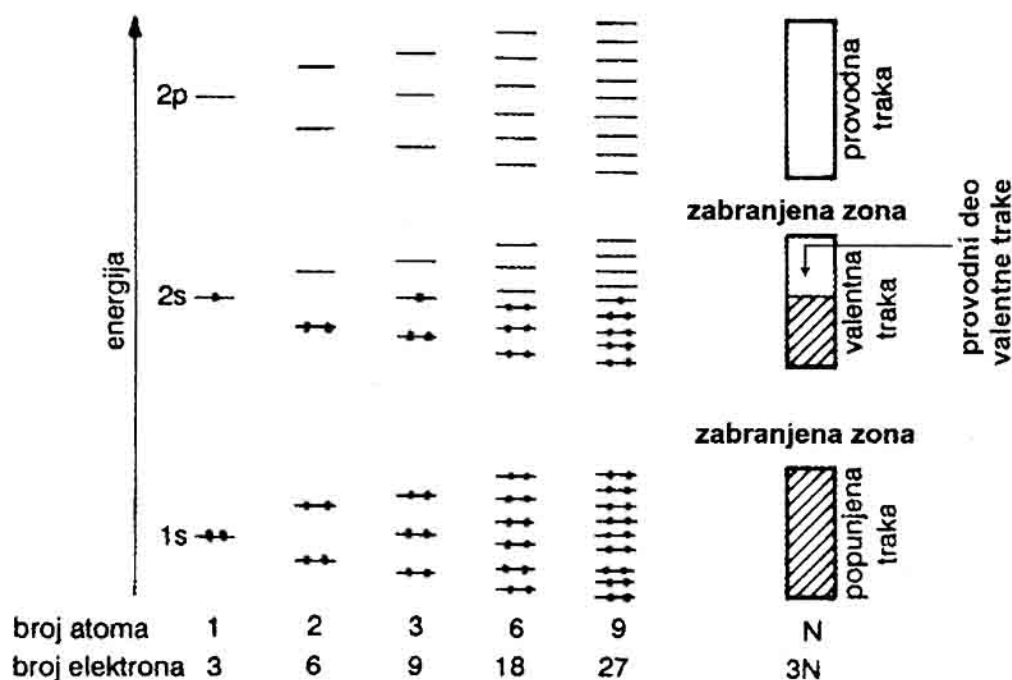 energija
2p
2s
1s
provodna
traka
zabranjena zona
valentna
traka
provodni deo
valentne trake
zabranjena zona
popunjena
traka
broj atoma 1 2 3 6 9 N
broj elektrona 3 6 9 18 27 3N